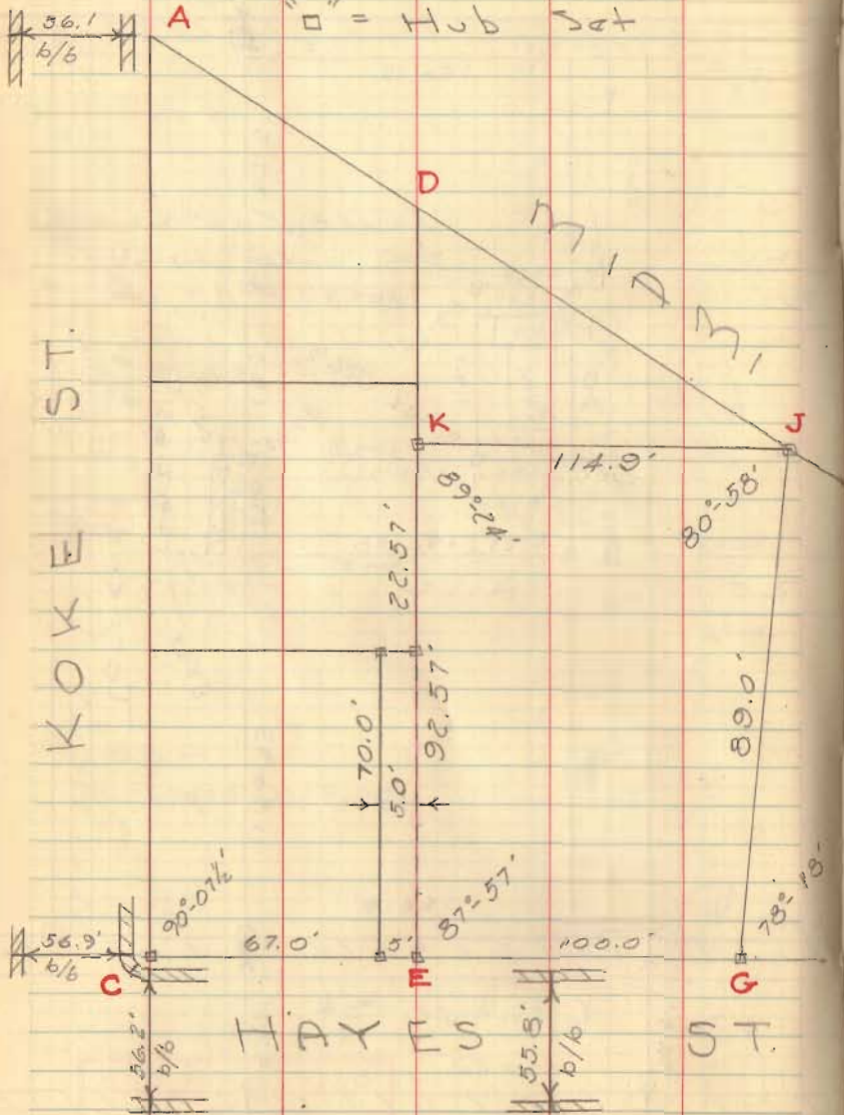 "□" = Hub Set
56.1
b/b
A
D
KOKE ST.
K
J
114.9'
89°-24'
80°-58'
22.57'
92.57'
70.0'
5.0'
89.0'
90°-07½'
87°-57'
78°-18'
56.9'
b/b
67.0'
5'
100.0'
C
E
G
56.2'
b/b
HAYES ST.
55.8'
b/b